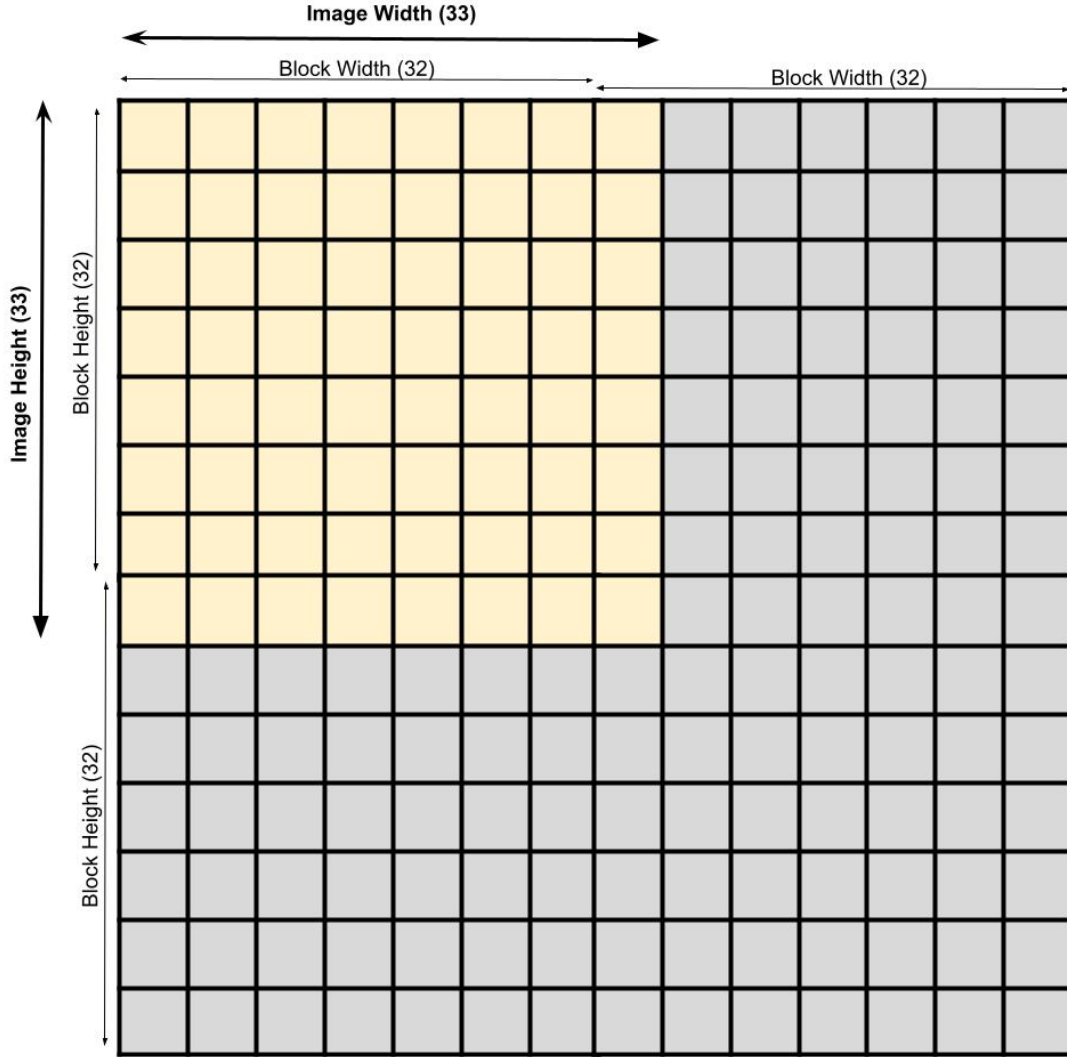 Image Width (33)
Block Width (32)
Block Width (32)
Image Height (33)
Block Height (32)
Block Height (32)